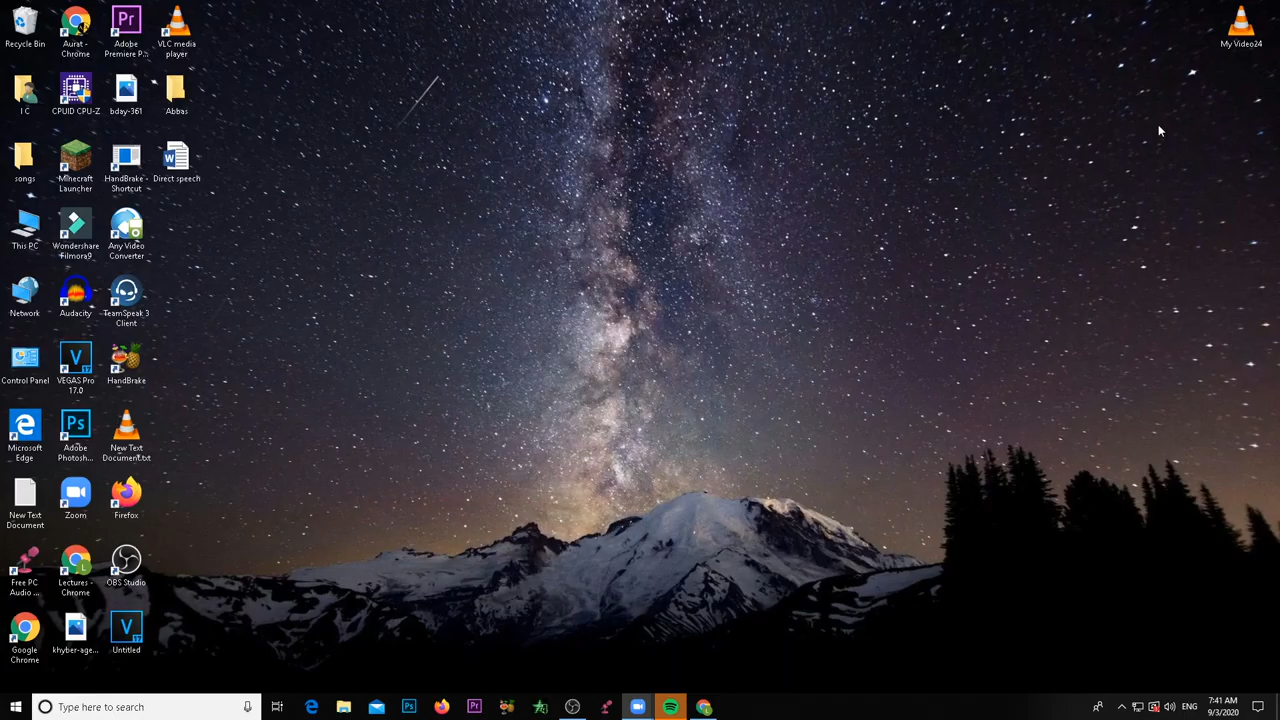 Recycle Bin
Aurat -
Chrome
Adobe
Premiere P...
VLC media
player
My Video24
I C
CPUID CPU-Z
bday-361
Abbas
songs
Minecraft
Launcher
HandBrake -
Shortcut
Direct speech
This PC
Wondershare
Filmora9
Any Video
Converter
Network
Audacity
TeamSpeak 3
Client
Control Panel
VEGAS Pro
17.0
HandBrake
Microsoft
Edge
Adobe
Photosh...
New Text
Document.txt
New Text
Document
Zoom
Firefox
Free PC
Audio ...
Lectures -
Chrome
OBS Studio
Google
Chrome
khyber-age...
Untitled
Type here to search
ENG
7:41 AM
9/3/2020